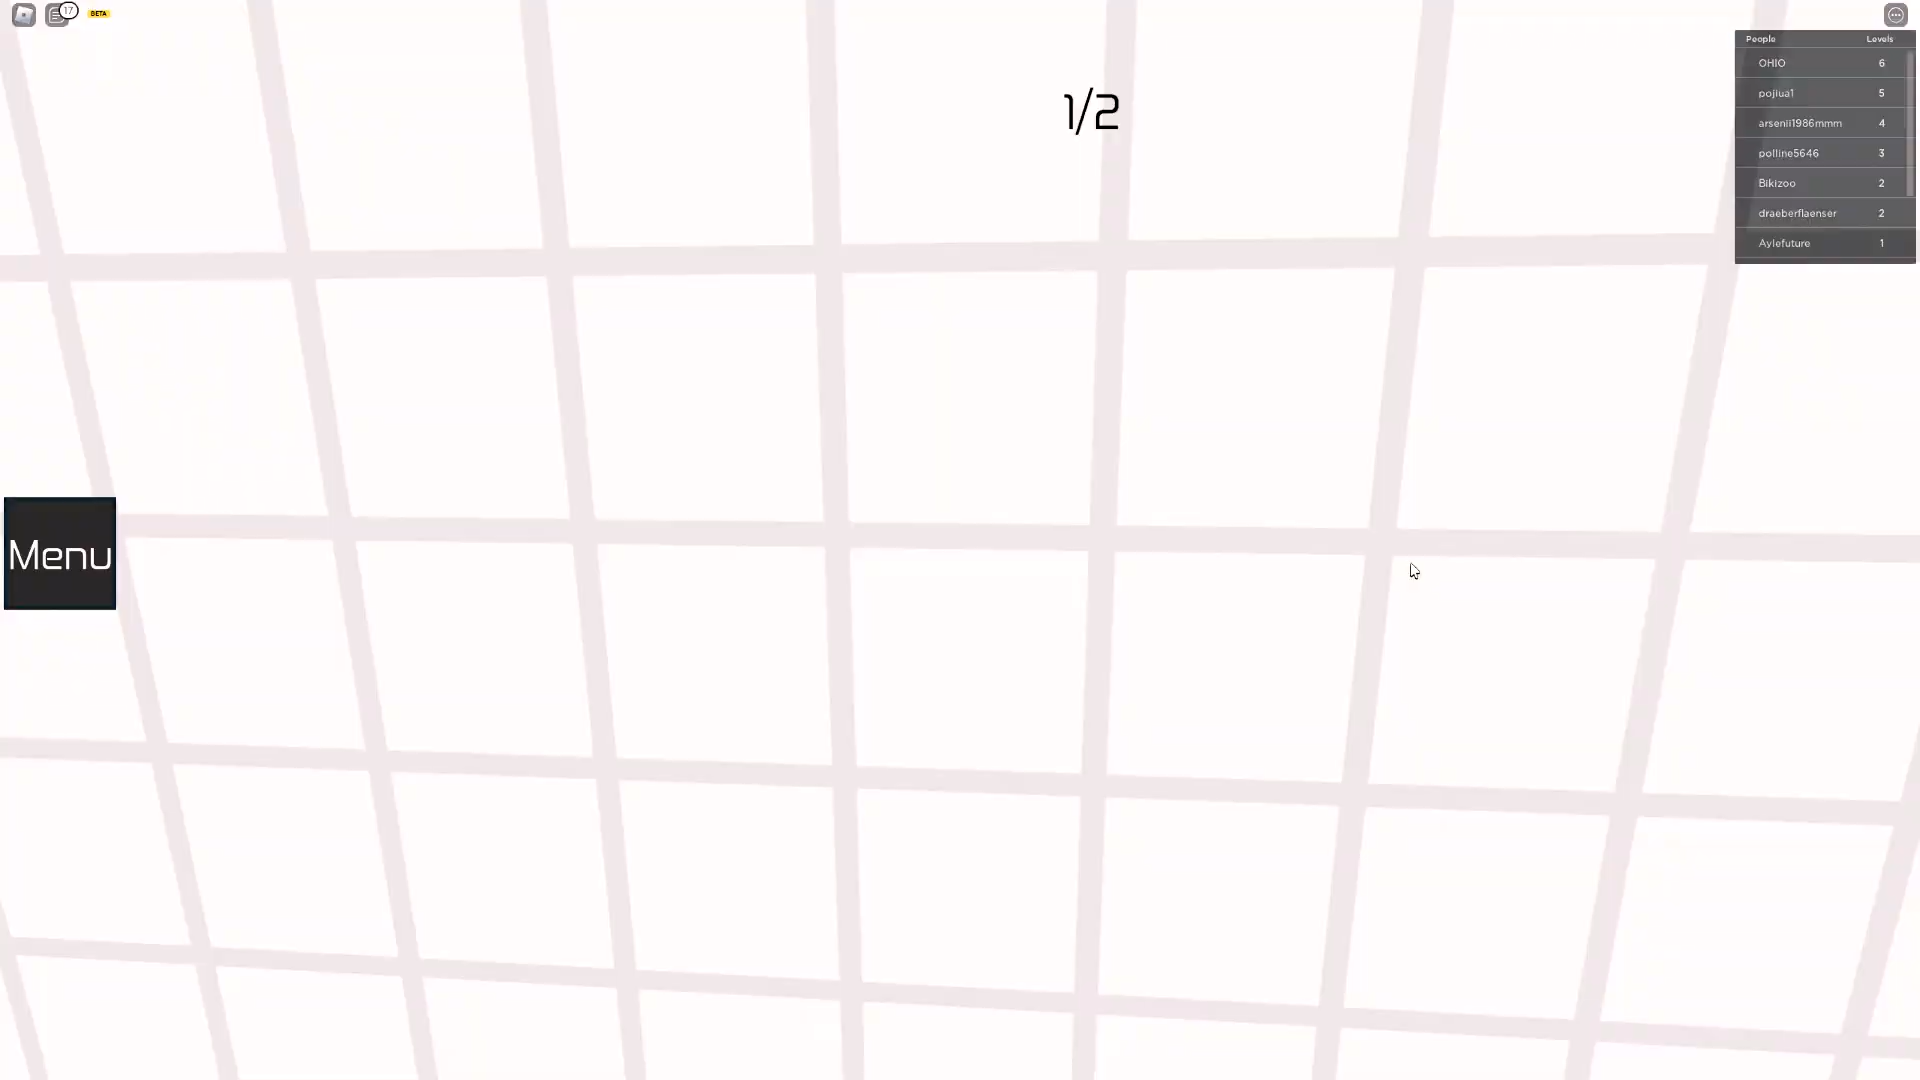 17
BETA
1/2
People Levels
OHIO 6
pojiua1 5
arsenii1986mmm 4
polline5646 3
Bikizoo 2
draeberflaenser 2
Aylefuture 1
Menu